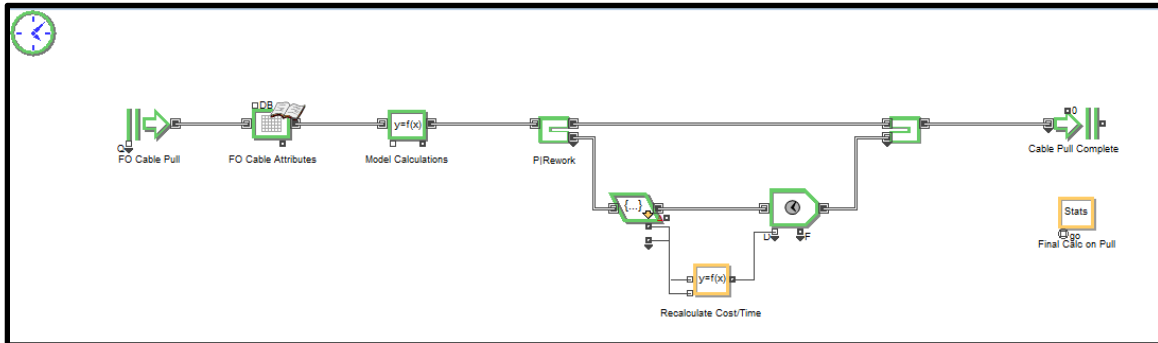 DB
y=f(x)
0
Q
FO Cable Pull
FO Cable Attributes
Model Calculations
P|Rework
Cable Pull Complete
{...}
Stats
U
F
go
Final Calc on Pull
y=f(x)
Recalculate Cost/Time